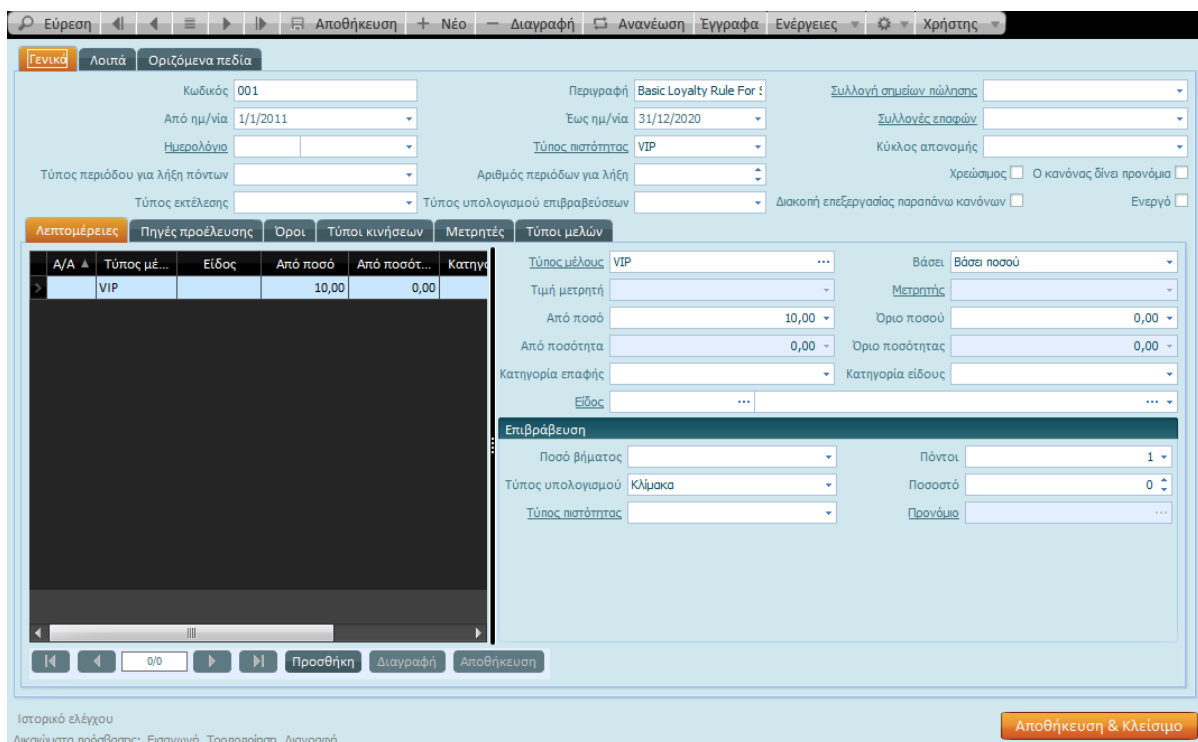 Εύρεση Αποθήκευση Νέο Διαγραφή Ανανέωση Έγγραφα Ενέργειες Χρήστης
Γενικά Λοιπά Οριζόμενα πεδία
Κωδικός 001 Περιγραφή Basic Loyalty Rule For S Συλλογή σημείων πώλησης
Από ημ/νία 1/1/2011 Έως ημ/νία 31/12/2020 Συλλογές επαφών
Ημερολόγιο Τύπος πιστότητας VIP Κύκλος απονομής
Τύπος περιόδου για λήξη πόντων Αριθμός περιόδων για λήξη Χρεώσιμος Ο κανόνας δίνει προνόμια
Τύπος εκτέλεσης Τύπος υπολογισμού επιβραβεύσεων Διακοπή επεξεργασίας παραπάνω κανόνων Ενεργό
Λεπτομέρειες Πηγές προέλευσης Όροι Τύποι κινήσεων Μετρητές Τύποι μελών
Α/Α Τύπος μέ... Είδος Από ποσό Από ποσότ... Κατηγο
VIP 10,00 0,00
Τύπος μέλους VIP Βάσει Βάσει ποσού
Τιμή μετρητή Μετρητής
Από ποσό 10,00 Όριο ποσού 0,00
Από ποσότητα 0,00 Όριο ποσότητας 0,00
Κατηγορία επαφής Κατηγορία είδους
Είδος
Επιβράβευση
Ποσό βήματος Πόντοι 1
Τύπος υπολογισμού Κλίμακα Ποσοστό 0
Τύπος πιστότητας Προνόμιο
0/0 Προσθήκη Διαγραφή Αποθήκευση
Ιστορικό ελέγχου
Αποθήκευση & Κλείσιμο
Δικαιώματα πρόσβασης: Εισαγωγή, Τροποποίηση, Διαγραφή